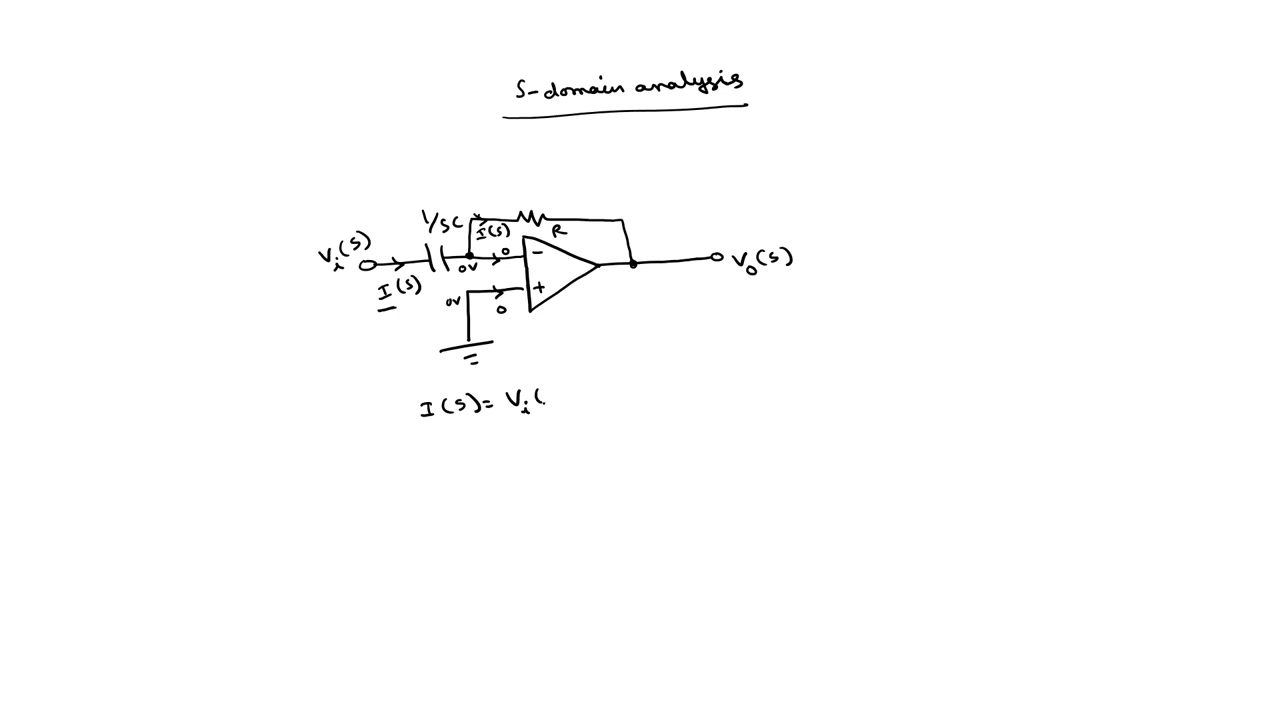 S-domain analysis
1/sC
I(s)
R
Vi(s)
0
-
0V
Vo(s)
I(s)
+
0V
0
I(s)= Vi(